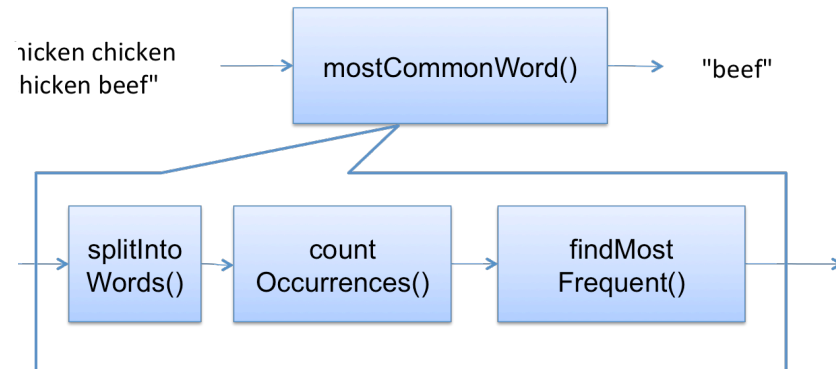 hicken chicken
hicken beef"
mostCommonWord()
"beef"
splitInto
Words()
count
Occurrences()
findMost
Frequent()